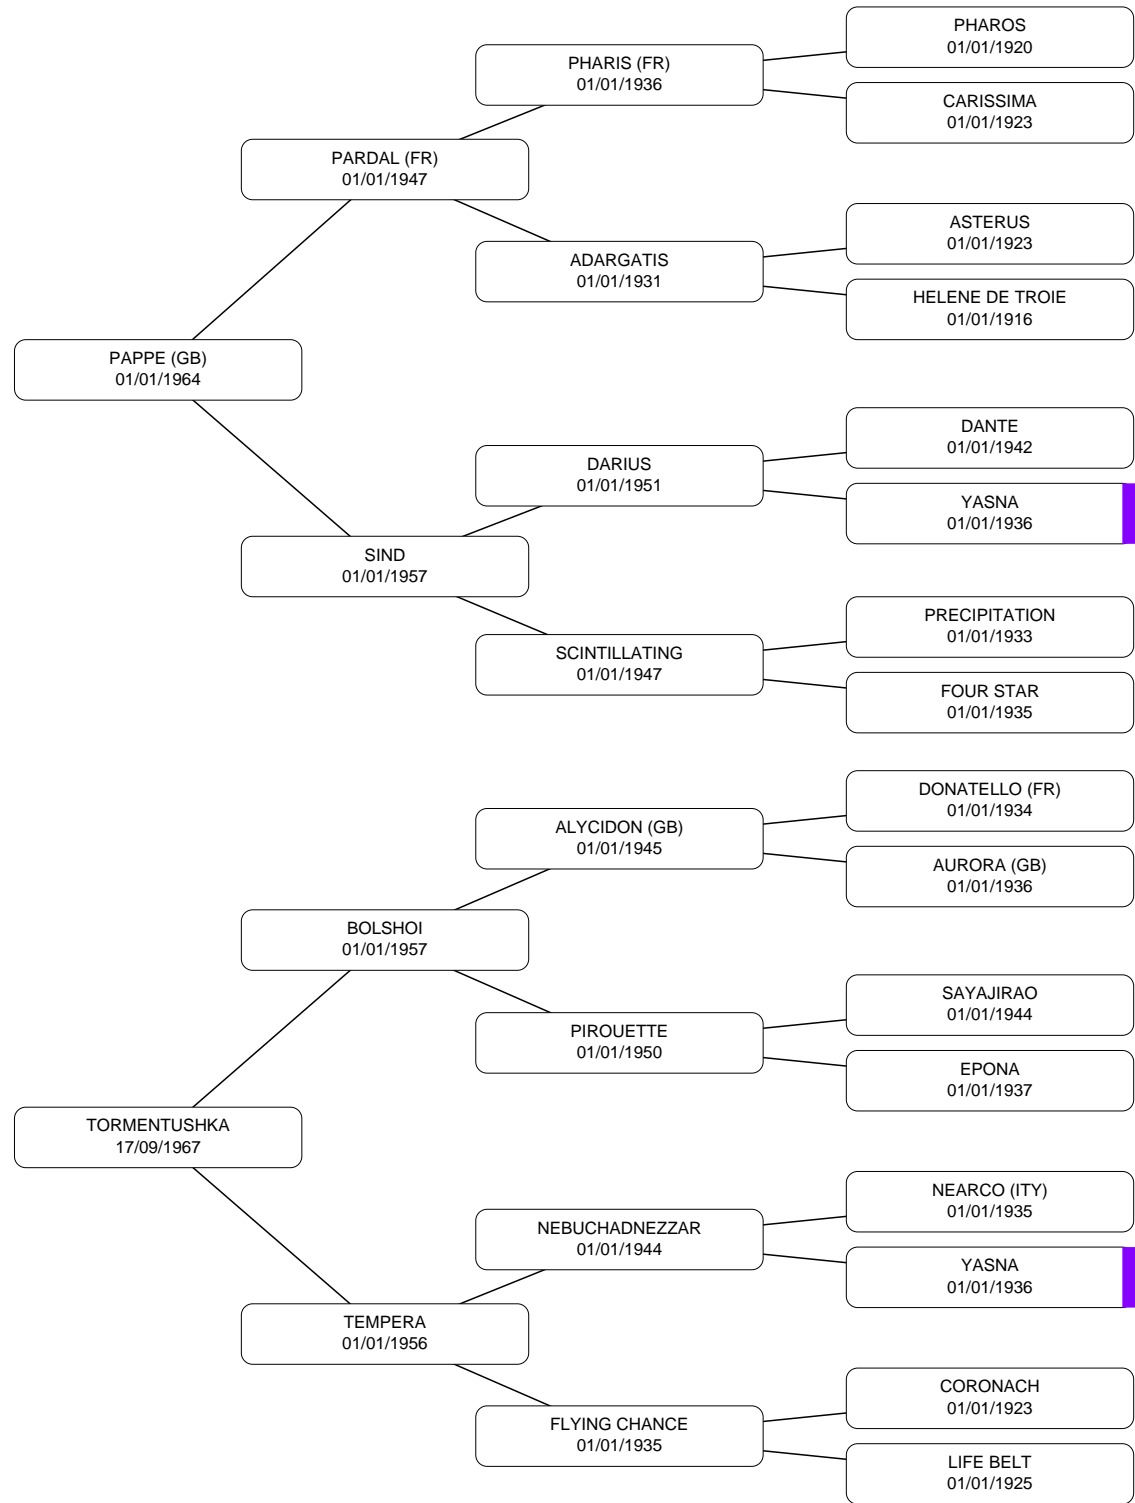 PHAROS
01/01/1920
PHARIS (FR)
01/01/1936
CARISSIMA
01/01/1923
PARDAL (FR)
01/01/1947
ASTERUS
01/01/1923
ADARGATIS
01/01/1931
HELENE DE TROIE
01/01/1916
PAPPE (GB)
01/01/1964
DANTE
01/01/1942
DARIUS
01/01/1951
YASNA
01/01/1936
SIND
01/01/1957
PRECIPITATION
01/01/1933
SCINTILLATING
01/01/1947
FOUR STAR
01/01/1935
DONATELLO (FR)
01/01/1934
ALYCIDON (GB)
01/01/1945
AURORA (GB)
01/01/1936
BOLSHOI
01/01/1957
SAYAJIRAO
01/01/1944
PIROUETTE
01/01/1950
EPONA
01/01/1937
TORMENTUSHKA
17/09/1967
NEARCO (ITY)
01/01/1935
NEBUCHADNEZZAR
01/01/1944
YASNA
01/01/1936
TEMPERA
01/01/1956
CORONACH
01/01/1923
FLYING CHANCE
01/01/1935
LIFE BELT
01/01/1925